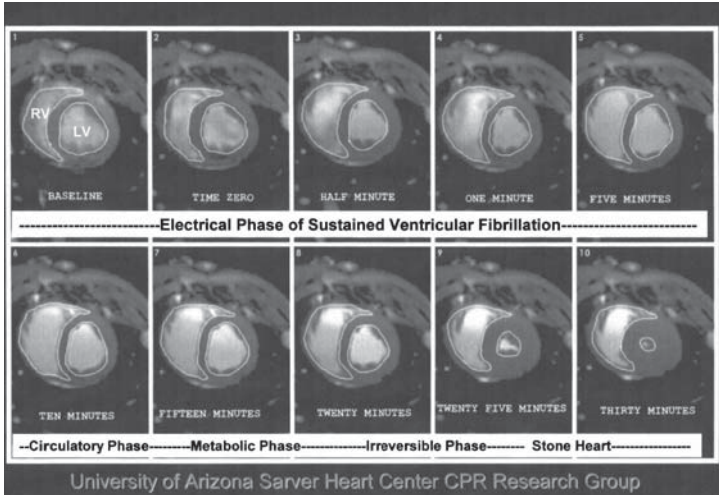 1 2 3 4 5
RV LV
BASELINE TIME ZERO HALF MINUTE ONE MINUTE FIVE MINUTES
---------------------------Electrical Phase of Sustained Ventricular Fibrillation--------------------------
6 7 8 9 10
TEN MINUTES FIFTEEN MINUTES TWENTY MINUTES TWENTY FIVE MINUTES THIRTY MINUTES
--Circulatory Phase--------Metabolic Phase-------------Irreversible Phase-------- Stone Heart----------------
University of Arizona Sarver Heart Center CPR Research Group